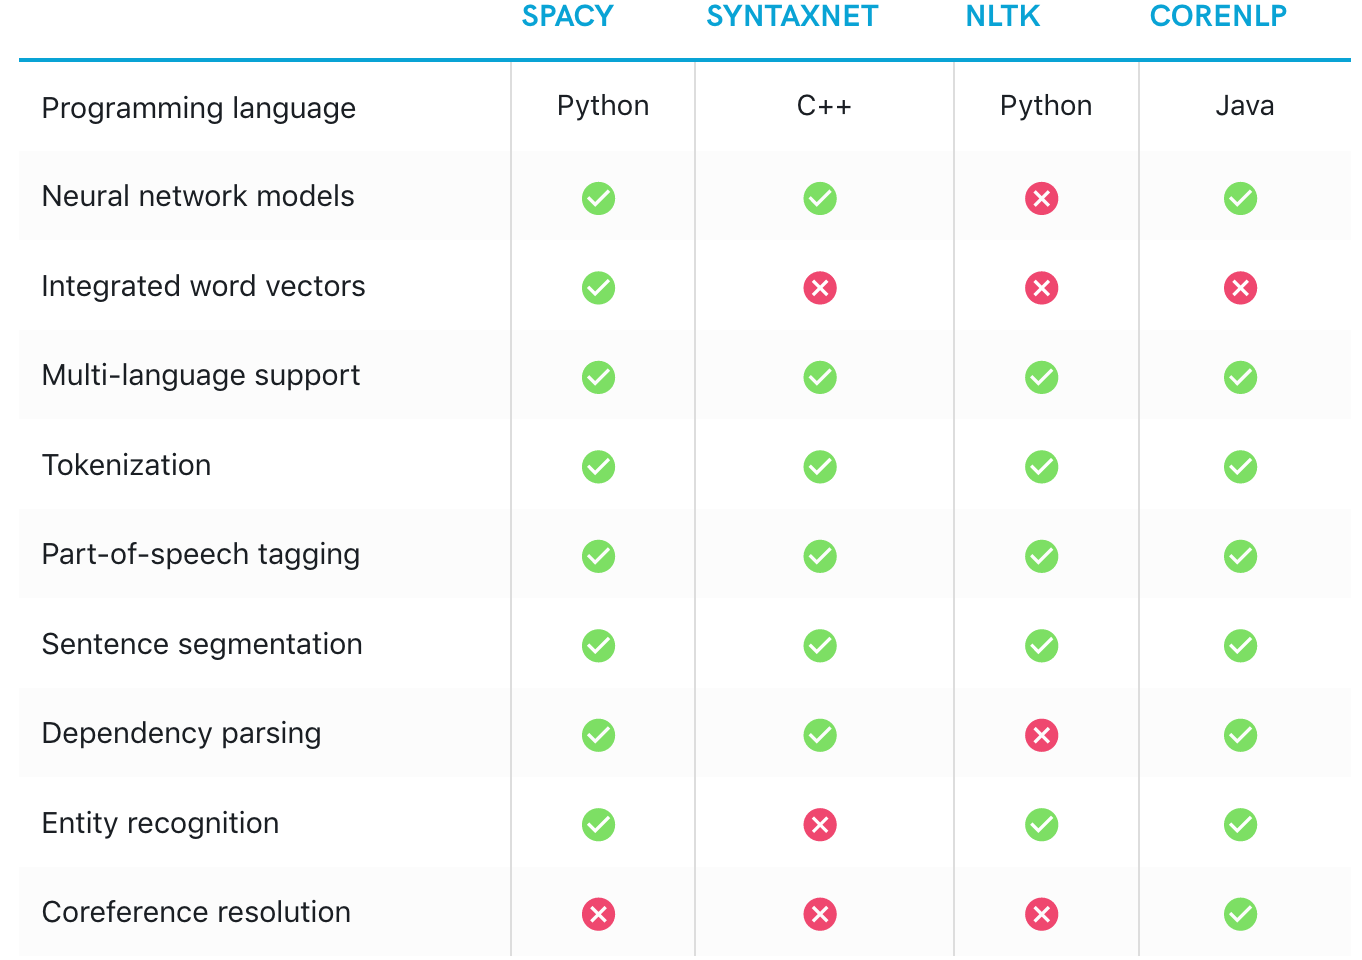 SPACY SYNTAXNET NLTK CORENLP
Programming language Python C++ Python Java
Neural network models
Integrated word vectors
Multi-language support
Tokenization
Part-of-speech tagging
Sentence segmentation
Dependency parsing
Entity recognition
Coreference resolution